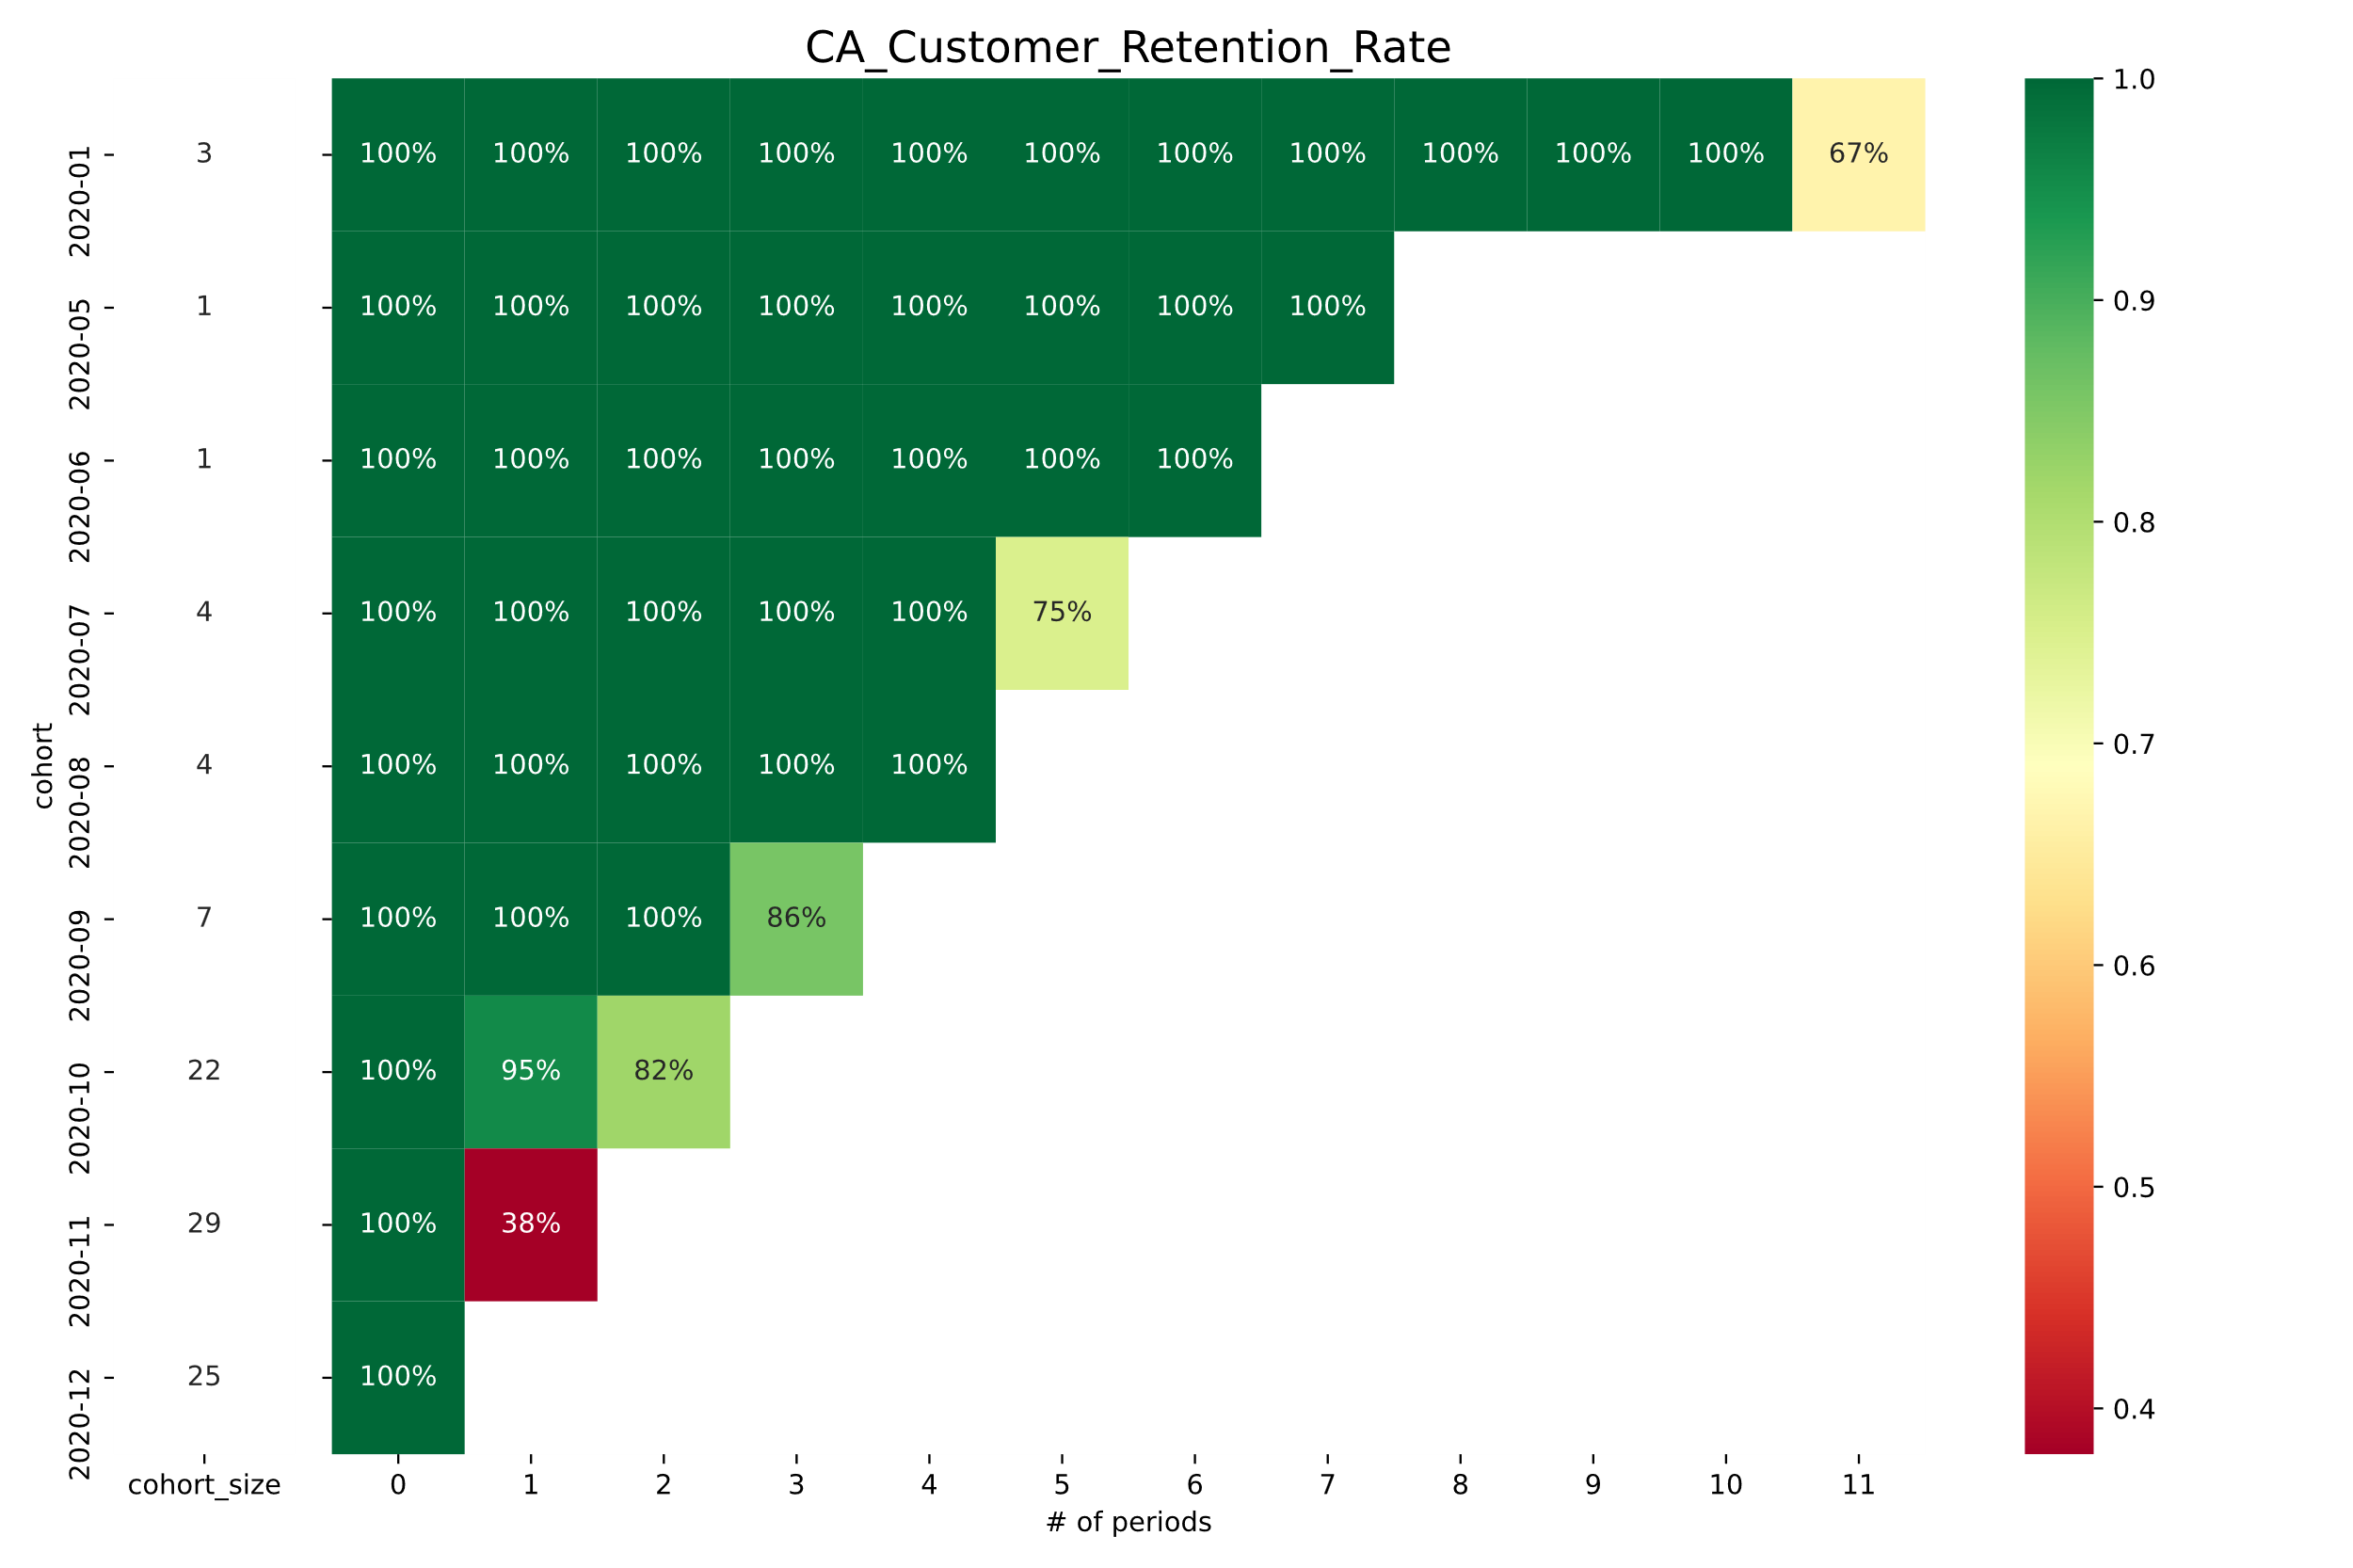 CA_Customer_Retention_Rate
2020-01 3 100% 100% 100% 100% 100% 100% 100% 100% 100% 100% 100% 67%
2020-05 1 100% 100% 100% 100% 100% 100% 100% 100%
2020-06 1 100% 100% 100% 100% 100% 100% 100%
2020-07 4 100% 100% 100% 100% 100% 75%
2020-08 4 100% 100% 100% 100% 100%
2020-09 7 100% 100% 100% 86%
2020-10 22 100% 95% 82%
2020-11 29 100% 38%
2020-12 25 100%
cohort
cohort_size 0 1 2 3 4 5 6 7 8 9 10 11
# of periods
1.0
0.9
0.8
0.7
0.6
0.5
0.4